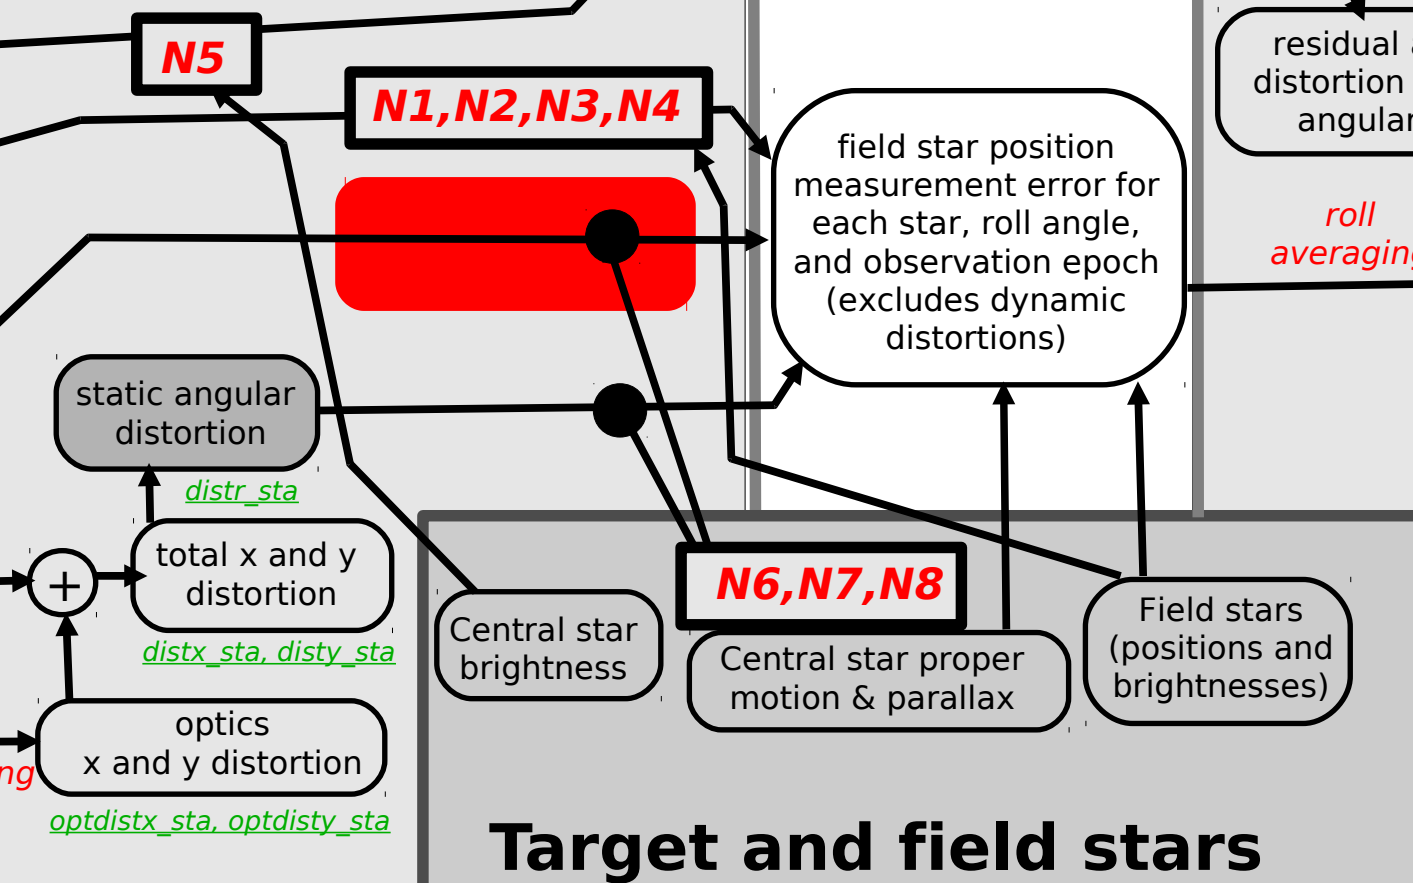 N5
N1,N2,N3,N4
residual
distortion
angular
field star position
measurement error for
each star, roll angle,
and observation epoch
(excludes dynamic
distortions)
roll
averaging
static angular
distortion
distr_sta
total x and y
distortion
+
distx_sta, disty_sta
N6,N7,N8
Central star
brightness
Central star proper
motion & parallax
Field stars
(positions and
brightnesses)
optics
x and y distortion
ng
optdistx_sta, optdisty_sta
Target and field stars